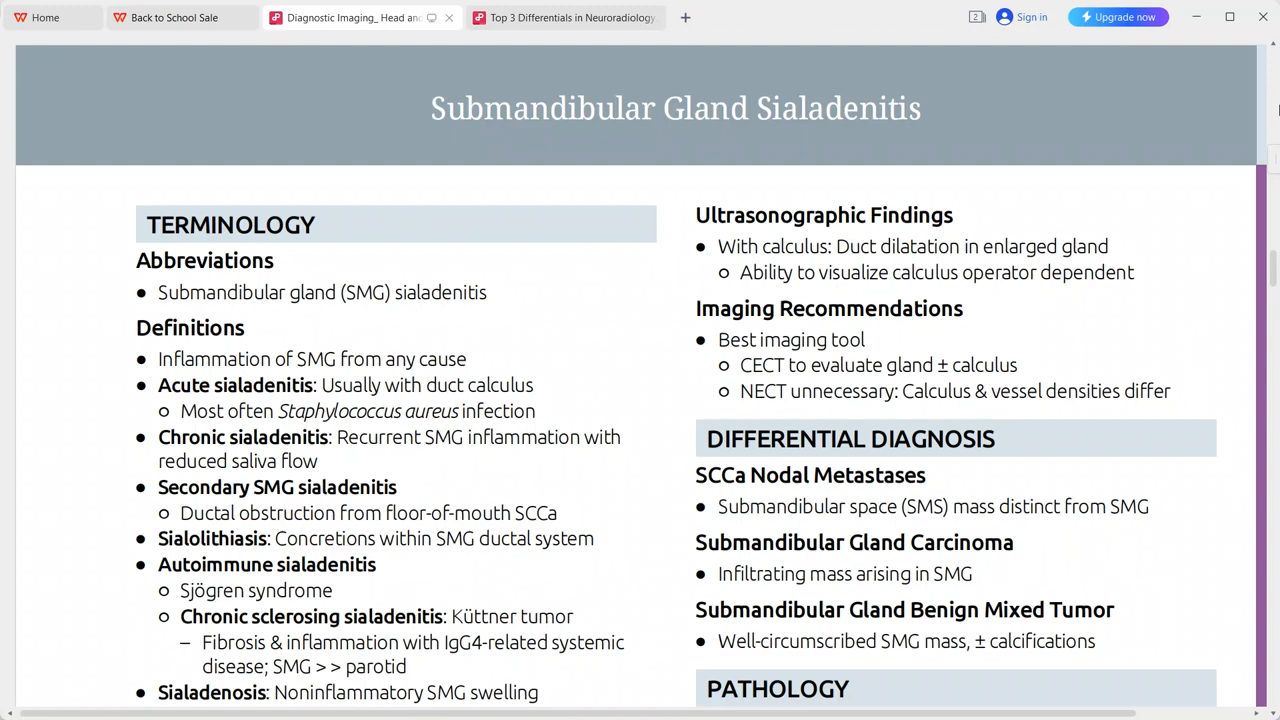 Home
Back to School Sale
Diagnostic Imaging_ Head and
Top 3 Differentials in Neuroradiology
2
Sign in
Upgrade now
Submandibular Gland Sialadenitis
TERMINOLOGY
Abbreviations
● Submandibular gland (SMG) sialadenitis
Definitions
● Inflammation of SMG from any cause
● Acute sialadenitis: Usually with duct calculus
○ Most often Staphylococcus aureus infection
● Chronic sialadenitis: Recurrent SMG inflammation with
reduced saliva flow
● Secondary SMG sialadenitis
○ Ductal obstruction from floor-of-mouth SCCa
● Sialolithiasis: Concretions within SMG ductal system
● Autoimmune sialadenitis
○ Sjögren syndrome
○ Chronic sclerosing sialadenitis: Küttner tumor
– Fibrosis & inflammation with IgG4-related systemic
disease; SMG > > parotid
● Sialadenosis: Noninflammatory SMG swelling
Ultrasonographic Findings
● With calculus: Duct dilatation in enlarged gland
○ Ability to visualize calculus operator dependent
Imaging Recommendations
● Best imaging tool
○ CECT to evaluate gland ± calculus
○ NECT unnecessary: Calculus & vessel densities differ
DIFFERENTIAL DIAGNOSIS
SCCa Nodal Metastases
● Submandibular space (SMS) mass distinct from SMG
Submandibular Gland Carcinoma
● Infiltrating mass arising in SMG
Submandibular Gland Benign Mixed Tumor
● Well-circumscribed SMG mass, ± calcifications
PATHOLOGY